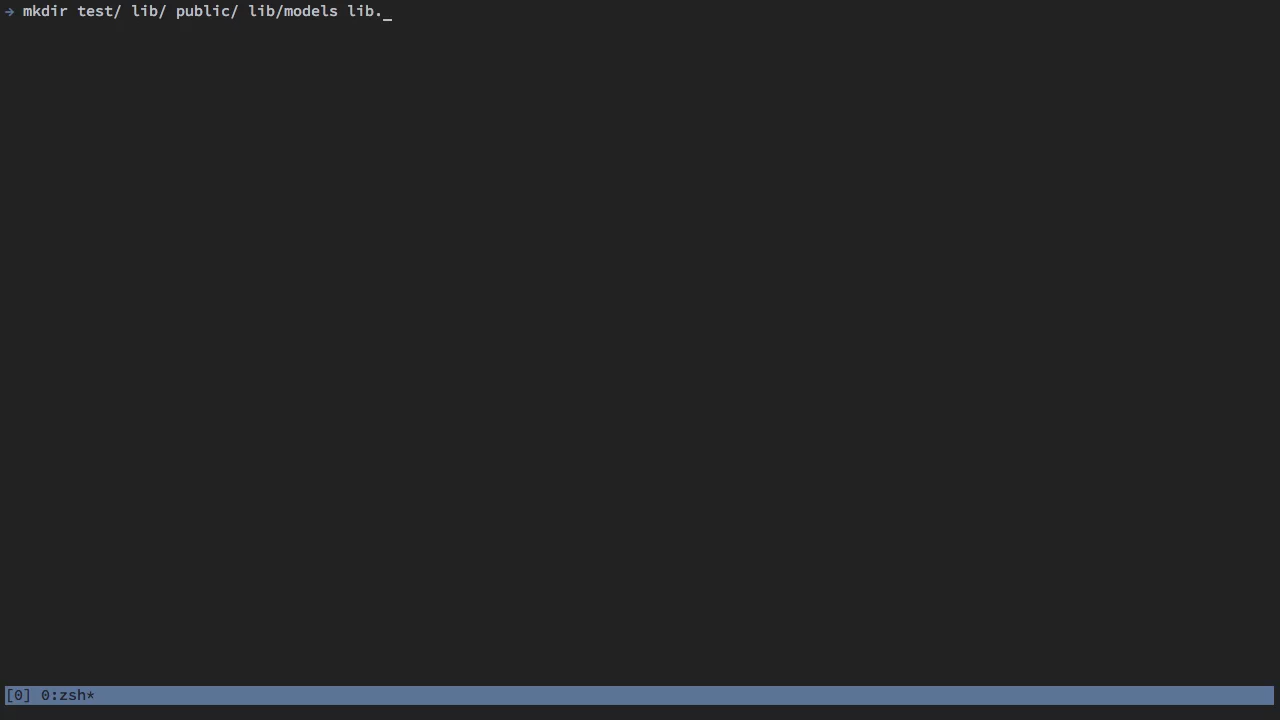 → mkdir test/ lib/ public/ lib/models lib._
[0] 0:zsh*